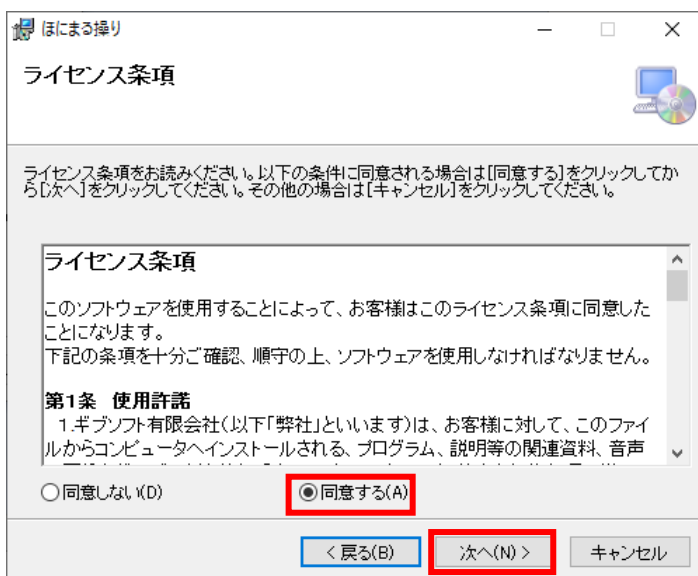 ほにまる操り
ライセンス条項
ライセンス条項をお読みください。以下の条件に同意される場合は[同意する]をクリックしてか
ら[次へ]をクリックしてください。その他の場合は[キャンセル]をクリックしてください。
ライセンス条項
このソフトウェアを使用することによって、お客様はこのライセンス条項に同意した
ことになります。
下記の条項を十分ご確認、順守の上、ソフトウェアを使用しなければなりません。
第1条 使用許諾
1.ギブソフト有限会社(以下「弊社」といいます)は、お客様に対して、このファイ
ルからコンピュータへインストールされる、プログラム、説明等の関連資料、音声
同意しない(D) 同意する(A)
< 戻る(B) 次へ(N) > キャンセル